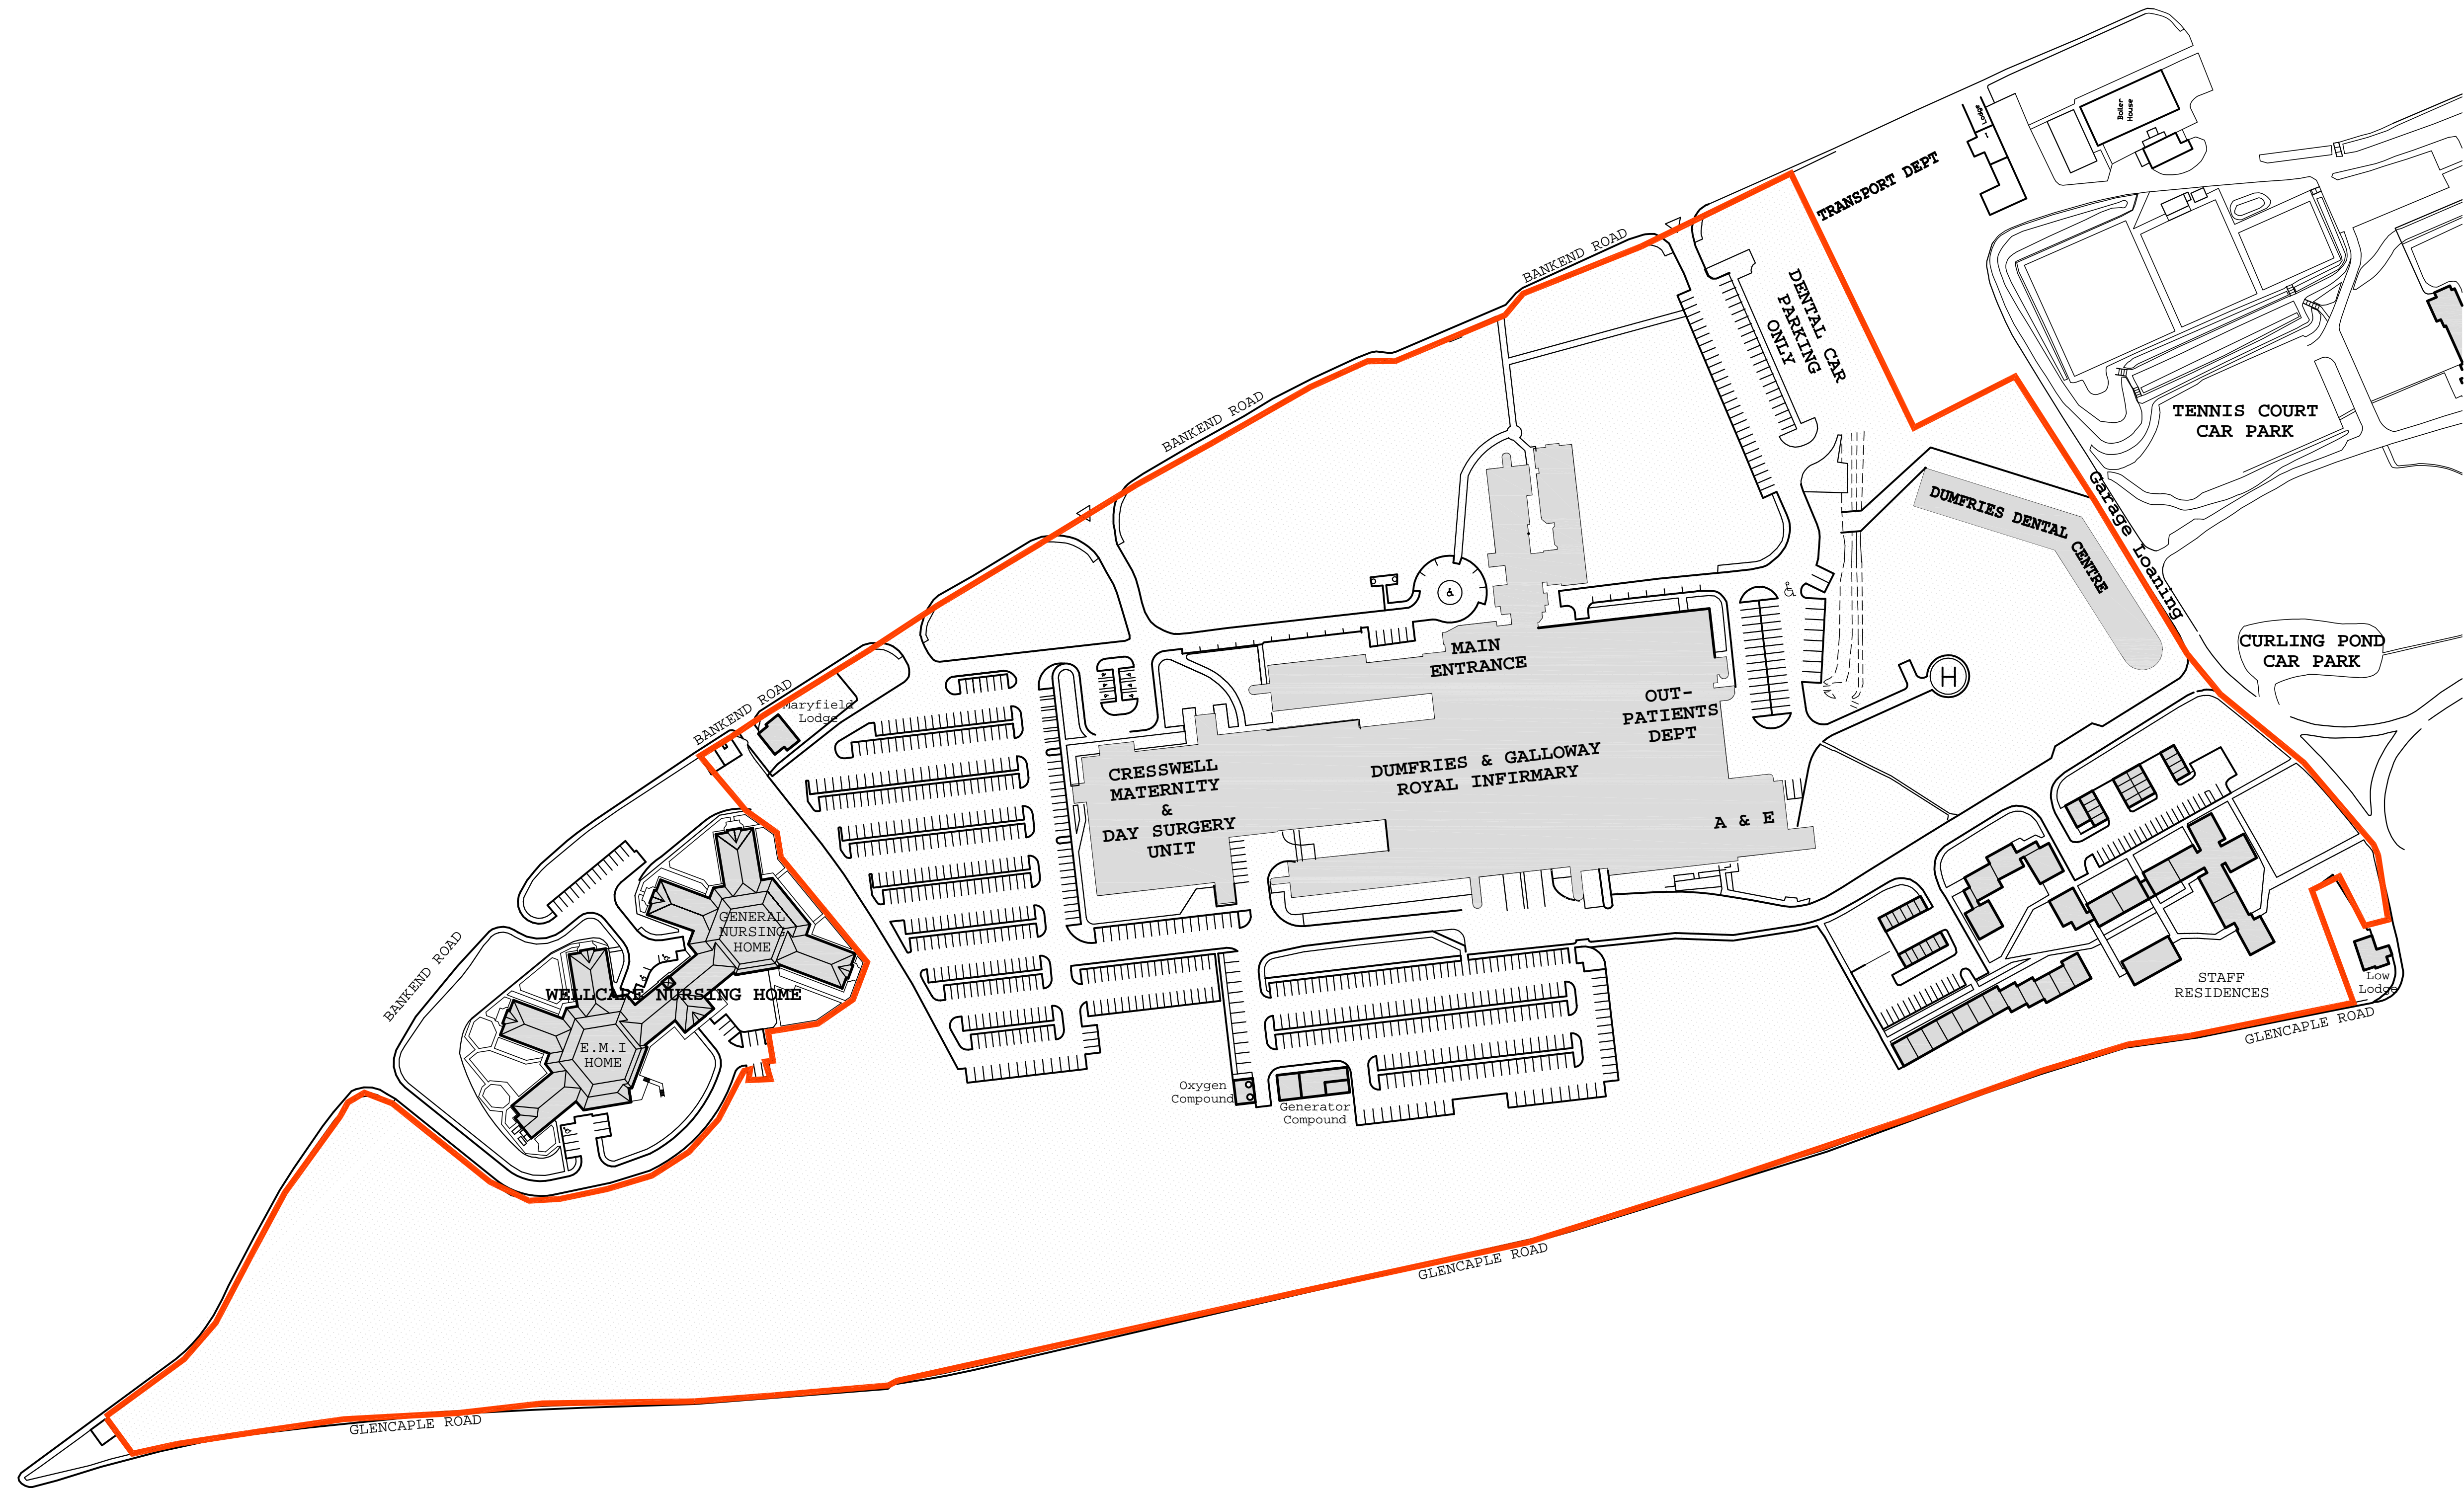 Boiler
House
Lodge
TRANSPORT DEPT
BANKEND ROAD
DENTAL CAR
PARKING
ONLY
TENNIS COURT
CAR PARK
BANKEND ROAD
Garage Loaning
DUMFRIES DENTAL
CENTRE
&
H
CURLING POND
CAR PARK
MAIN
ENTRANCE
OUT-
PATIENTS
DEPT
BANKEND ROAD
Maryfield
Lodge
CRESSWELL
MATERNITY
&
DAY SURGERY
UNIT
DUMFRIES & GALLOWAY
ROYAL INFIRMARY
A & E
GENERAL
NURSING
HOME
BANKEND ROAD
WELLCARE NURSING HOME
E.M.I
HOME
STAFF
RESIDENCES
Low
Lodge
Oxygen
Compound
Generator
Compound
GLENCAPLE ROAD
GLENCAPLE ROAD
GLENCAPLE ROAD